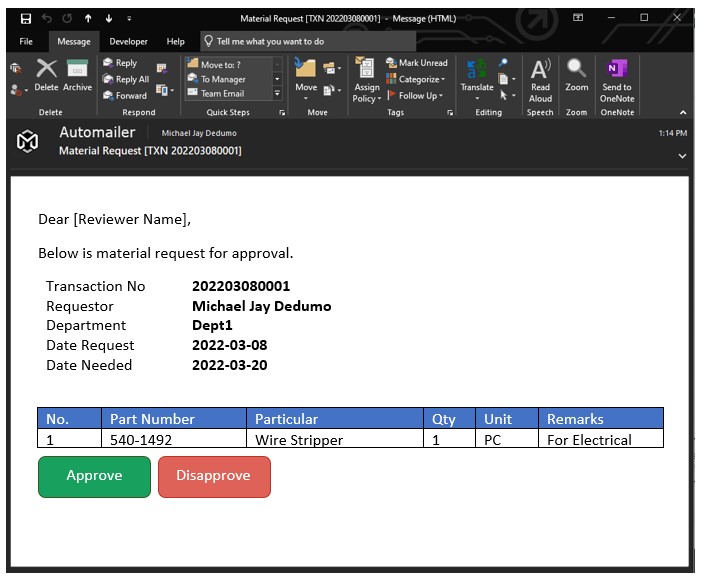 Material Request [TXN 202203080001] - Message (HTML)
File Message Developer Help Tell me what you want to do
Delete Archive
Delete
Reply
Reply All
Forward
Respond
Move to: ?
To Manager
Team Email
Quick Steps
Move
Move
Assign Policy
Mark Unread
Categorize
Follow Up
Tags
Translate
Editing
Read Aloud
Speech
Zoom
Zoom
Send to OneNote
OneNote
Automailer Michael Jay Dedumo 1:14 PM
Material Request [TXN 202203080001]
Dear [Reviewer Name],
Below is material request for approval.
Transaction No 202203080001
Requestor Michael Jay Dedumo
Department Dept1
Date Request 2022-03-08
Date Needed 2022-03-20
No. Part Number Particular Qty Unit Remarks
1 540-1492 Wire Stripper 1 PC For Electrical
Approve Disapprove